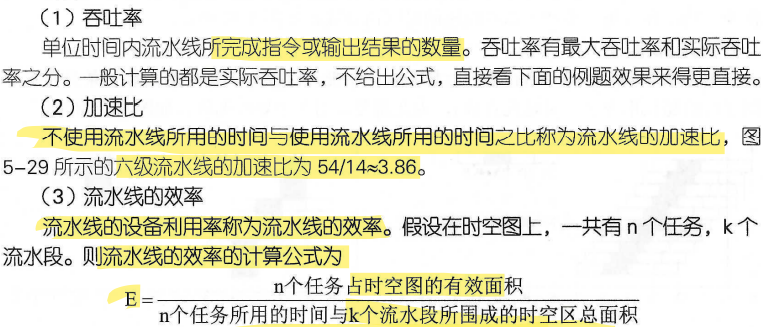 （1）吞吐率
单位时间内流水线所完成指令或输出结果的数量。吞吐率有最大吞吐率和实际吞吐
率之分。一般计算的都是实际吞吐率，不给出公式，直接看下面的例题效果来得更直接。
（2）加速比
不使用流水线所用的时间与使用流水线所用的时间之比称为流水线的加速比，图
5-29 所示的六级流水线的加速比为 54/14≈3.86。
（3）流水线的效率
流水线的设备利用率称为流水线的效率。假设在时空图上，一共有 n 个任务，k 个
流水段。则流水线的效率的计算公式为
n个任务占时空图的有效面积
E=
n个任务所用的时间与k个流水段所围成的时空区总面积